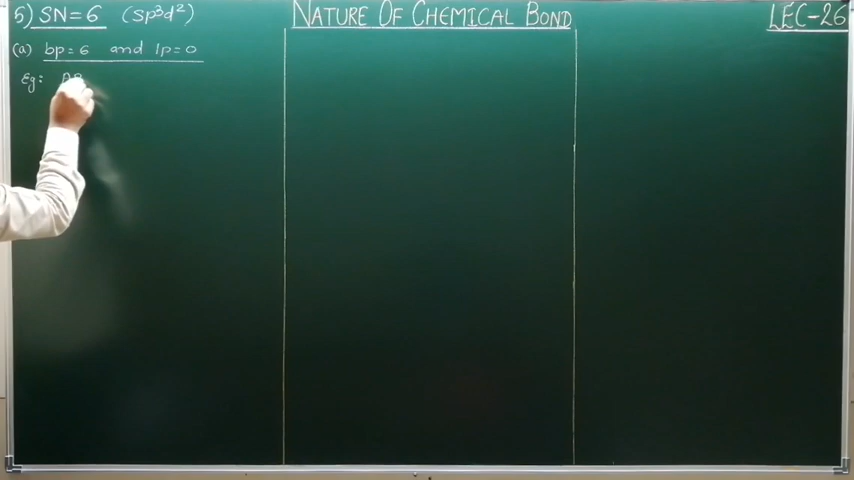 5) SN=6 (sp³d²)
NATURE OF CHEMICAL BOND
LEC-26
(a) bp=6 and lp=0
Eg: